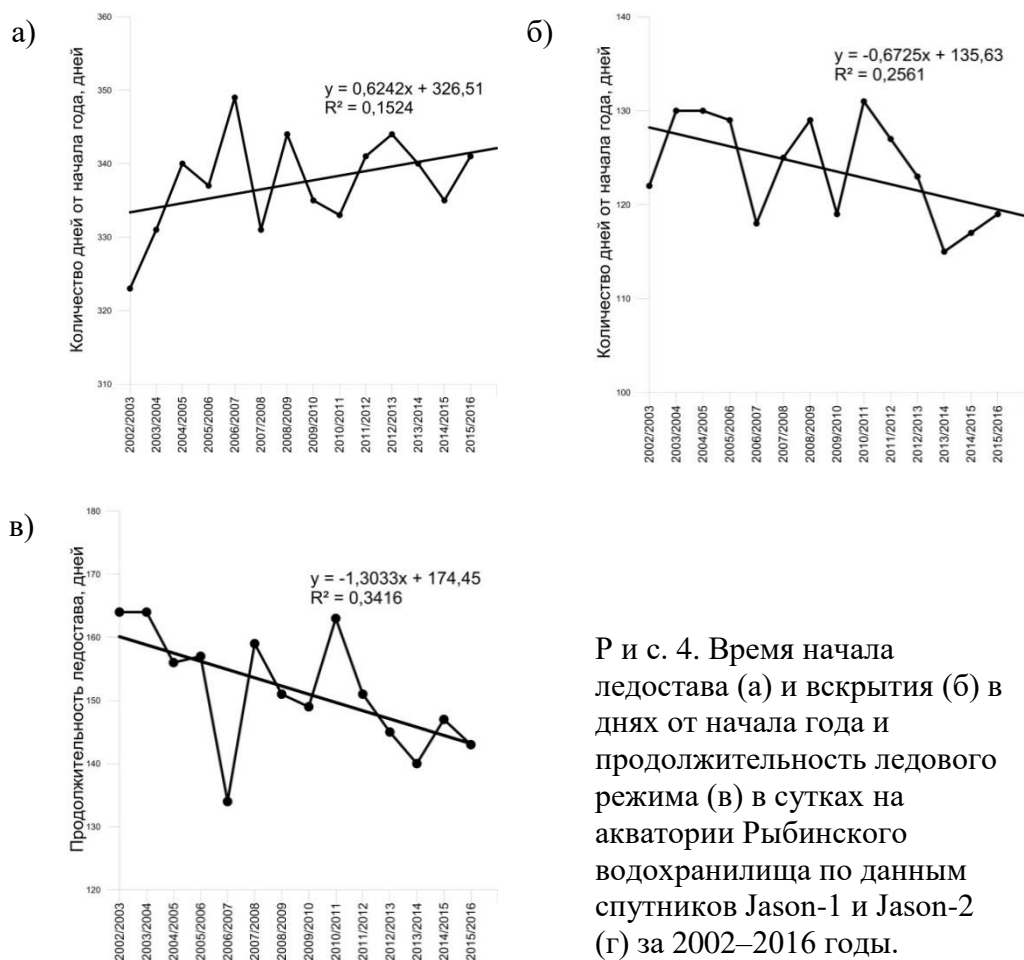 а)
Количество дней от начала года, дней
360
350
340
330
320
310
y = 0,6242x + 326,51
R² = 0,1524
2002/2003
2003/2004
2004/2005
2005/2006
2006/2007
2007/2008
2008/2009
2009/2010
2010/2011
2011/2012
2012/2013
2013/2014
2014/2015
2015/2016
б)
Количество дней от начала года, дней
140
130
120
110
100
y = -0,6725x + 135,63
R² = 0,2561
2002/2003
2003/2004
2004/2005
2005/2006
2006/2007
2007/2008
2008/2009
2009/2010
2010/2011
2011/2012
2012/2013
2013/2014
2014/2015
2015/2016
в)
Продолжительность ледостава, дней
180
170
160
150
140
130
120
y = -1,3033x + 174,45
R² = 0,3416
2002/2003
2003/2004
2004/2005
2005/2006
2006/2007
2007/2008
2008/2009
2009/2010
2010/2011
2011/2012
2012/2013
2013/2014
2014/2015
2015/2016
Р и с. 4. Время начала
ледостава (а) и вскрытия (б) в
днях от начала года и
продолжительность ледового
режима (в) в сутках на
акватории Рыбинского
водохранилища по данным
спутников Jason-1 и Jason-2
(г) за 2002–2016 годы.